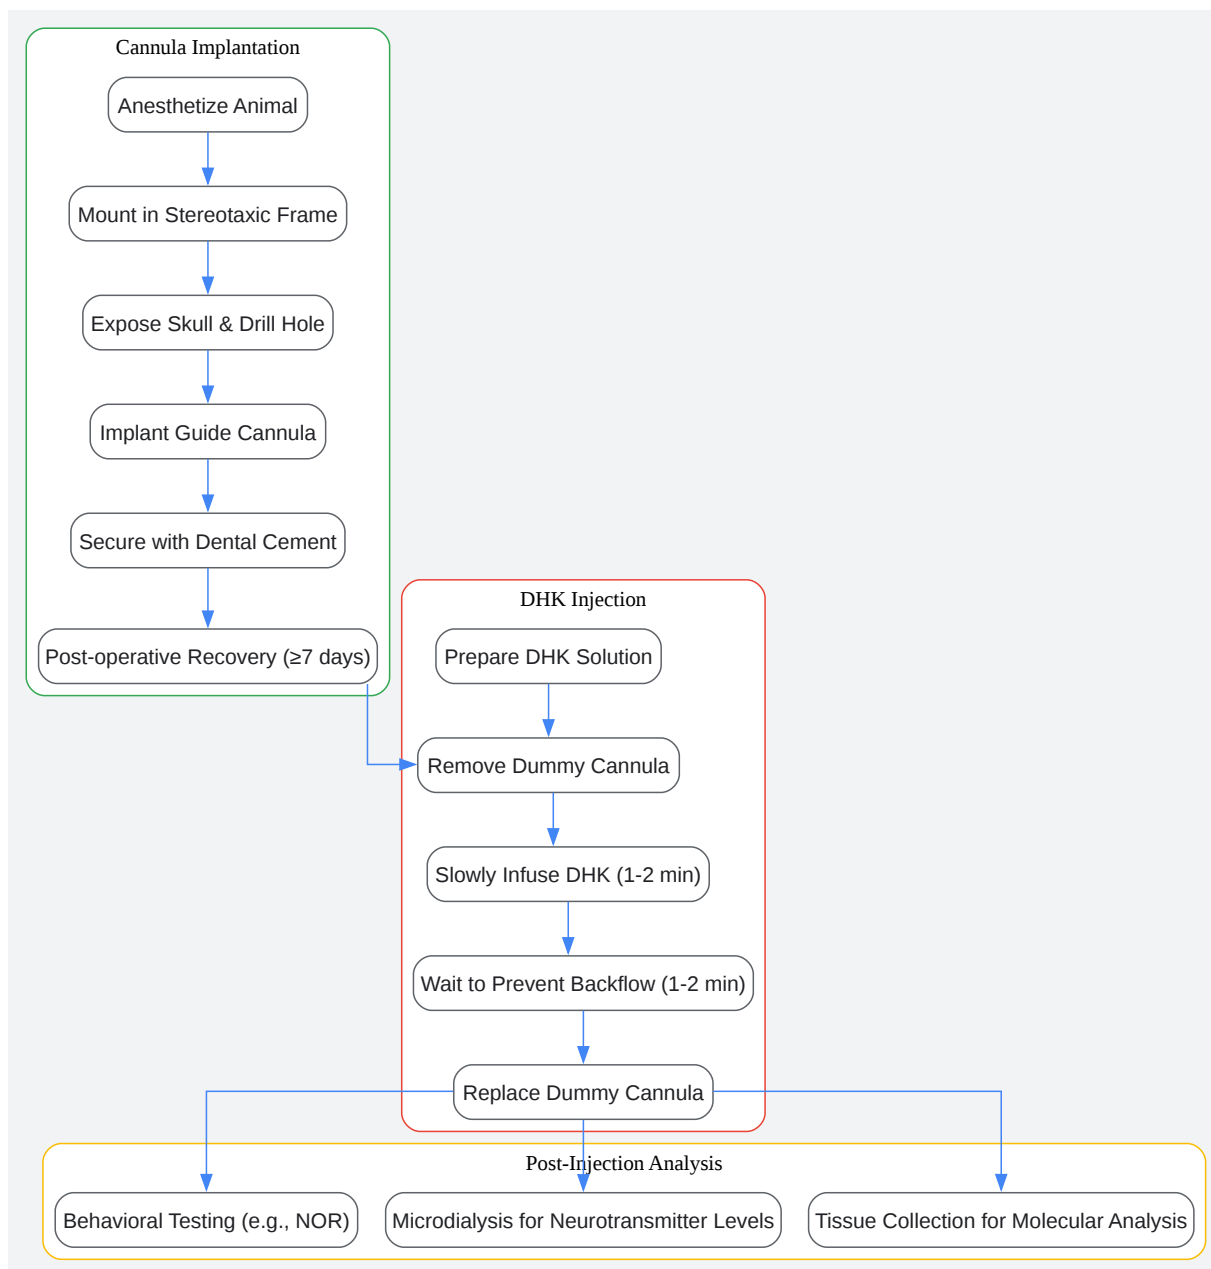 Cannula Implantation
Anesthetize Animal
Mount in Stereotaxic Frame
Expose Skull & Drill Hole
Implant Guide Cannula
Secure with Dental Cement
Post-operative Recovery (≥7 days)
DHK Injection
Prepare DHK Solution
Remove Dummy Cannula
Slowly Infuse DHK (1-2 min)
Wait to Prevent Backflow (1-2 min)
Replace Dummy Cannula
Post-Injection Analysis
Behavioral Testing (e.g., NOR)
Microdialysis for Neurotransmitter Levels
Tissue Collection for Molecular Analysis